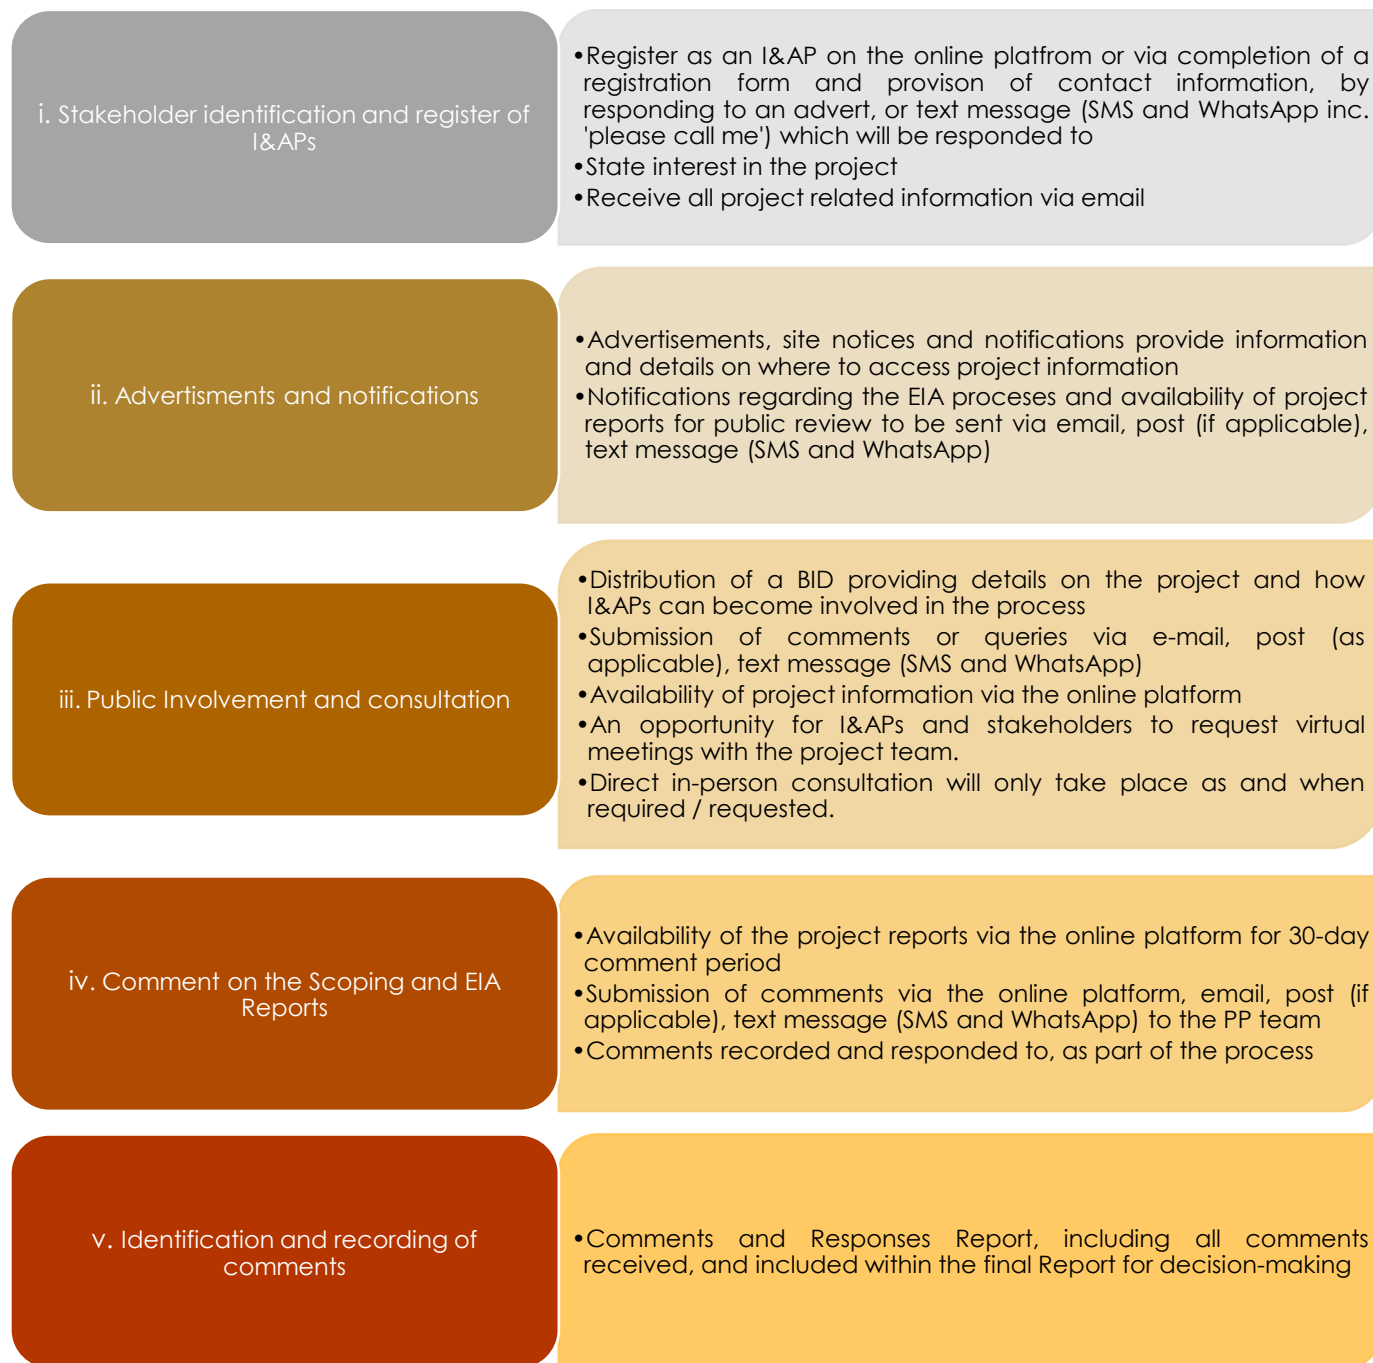 i. Stakeholder identification and register of
I&APs
•Register as an I&AP on the online platfrom or via completion of a
registration form and provison of contact information, by
responding to an advert, or text message (SMS and WhatsApp inc.
'please call me') which will be responded to
•State interest in the project
•Receive all project related information via email
ii. Advertisments and notifications
•Advertisements, site notices and notifications provide information
and details on where to access project information
•Notifications regarding the EIA proceses and availability of project
reports for public review to be sent via email, post (if applicable),
text message (SMS and WhatsApp)
iii. Public Involvement and consultation
•Distribution of a BID providing details on the project and how
I&APs can become involved in the process
•Submission of comments or queries via e-mail, post (as
applicable), text message (SMS and WhatsApp)
•Availability of project information via the online platform
•An opportunity for I&APs and stakeholders to request virtual
meetings with the project team.
•Direct in-person consultation will only take place as and when
required / requested.
iv. Comment on the Scoping and EIA
Reports
•Availability of the project reports via the online platform for 30-day
comment period
•Submission of comments via the online platform, email, post (if
applicable), text message (SMS and WhatsApp) to the PP team
•Comments recorded and responded to, as part of the process
v. Identification and recording of
comments
•Comments and Responses Report, including all comments
received, and included within the final Report for decision-making